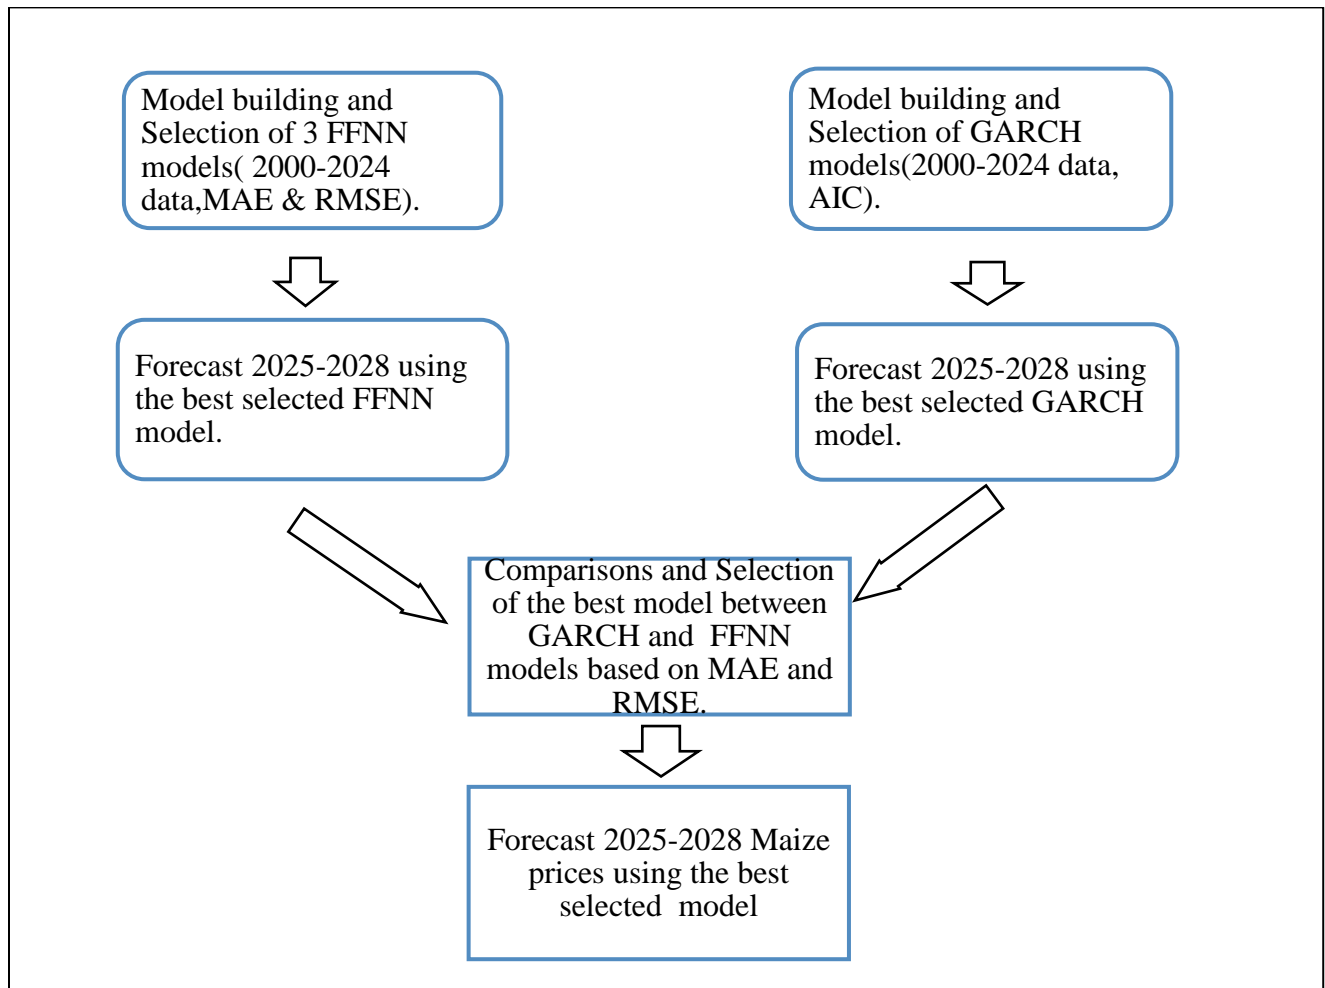 Model building and
Selection of 3 FFNN
models( 2000-2024
data,MAE & RMSE).
Model building and
Selection of GARCH
models(2000-2024 data,
AIC).
Forecast 2025-2028 using
the best selected FFNN
model.
Forecast 2025-2028 using
the best selected GARCH
model.
Comparisons and Selection
of the best model between
GARCH and  FFNN
models based on MAE and
RMSE.
Forecast 2025-2028 Maize
prices using the best
selected  model